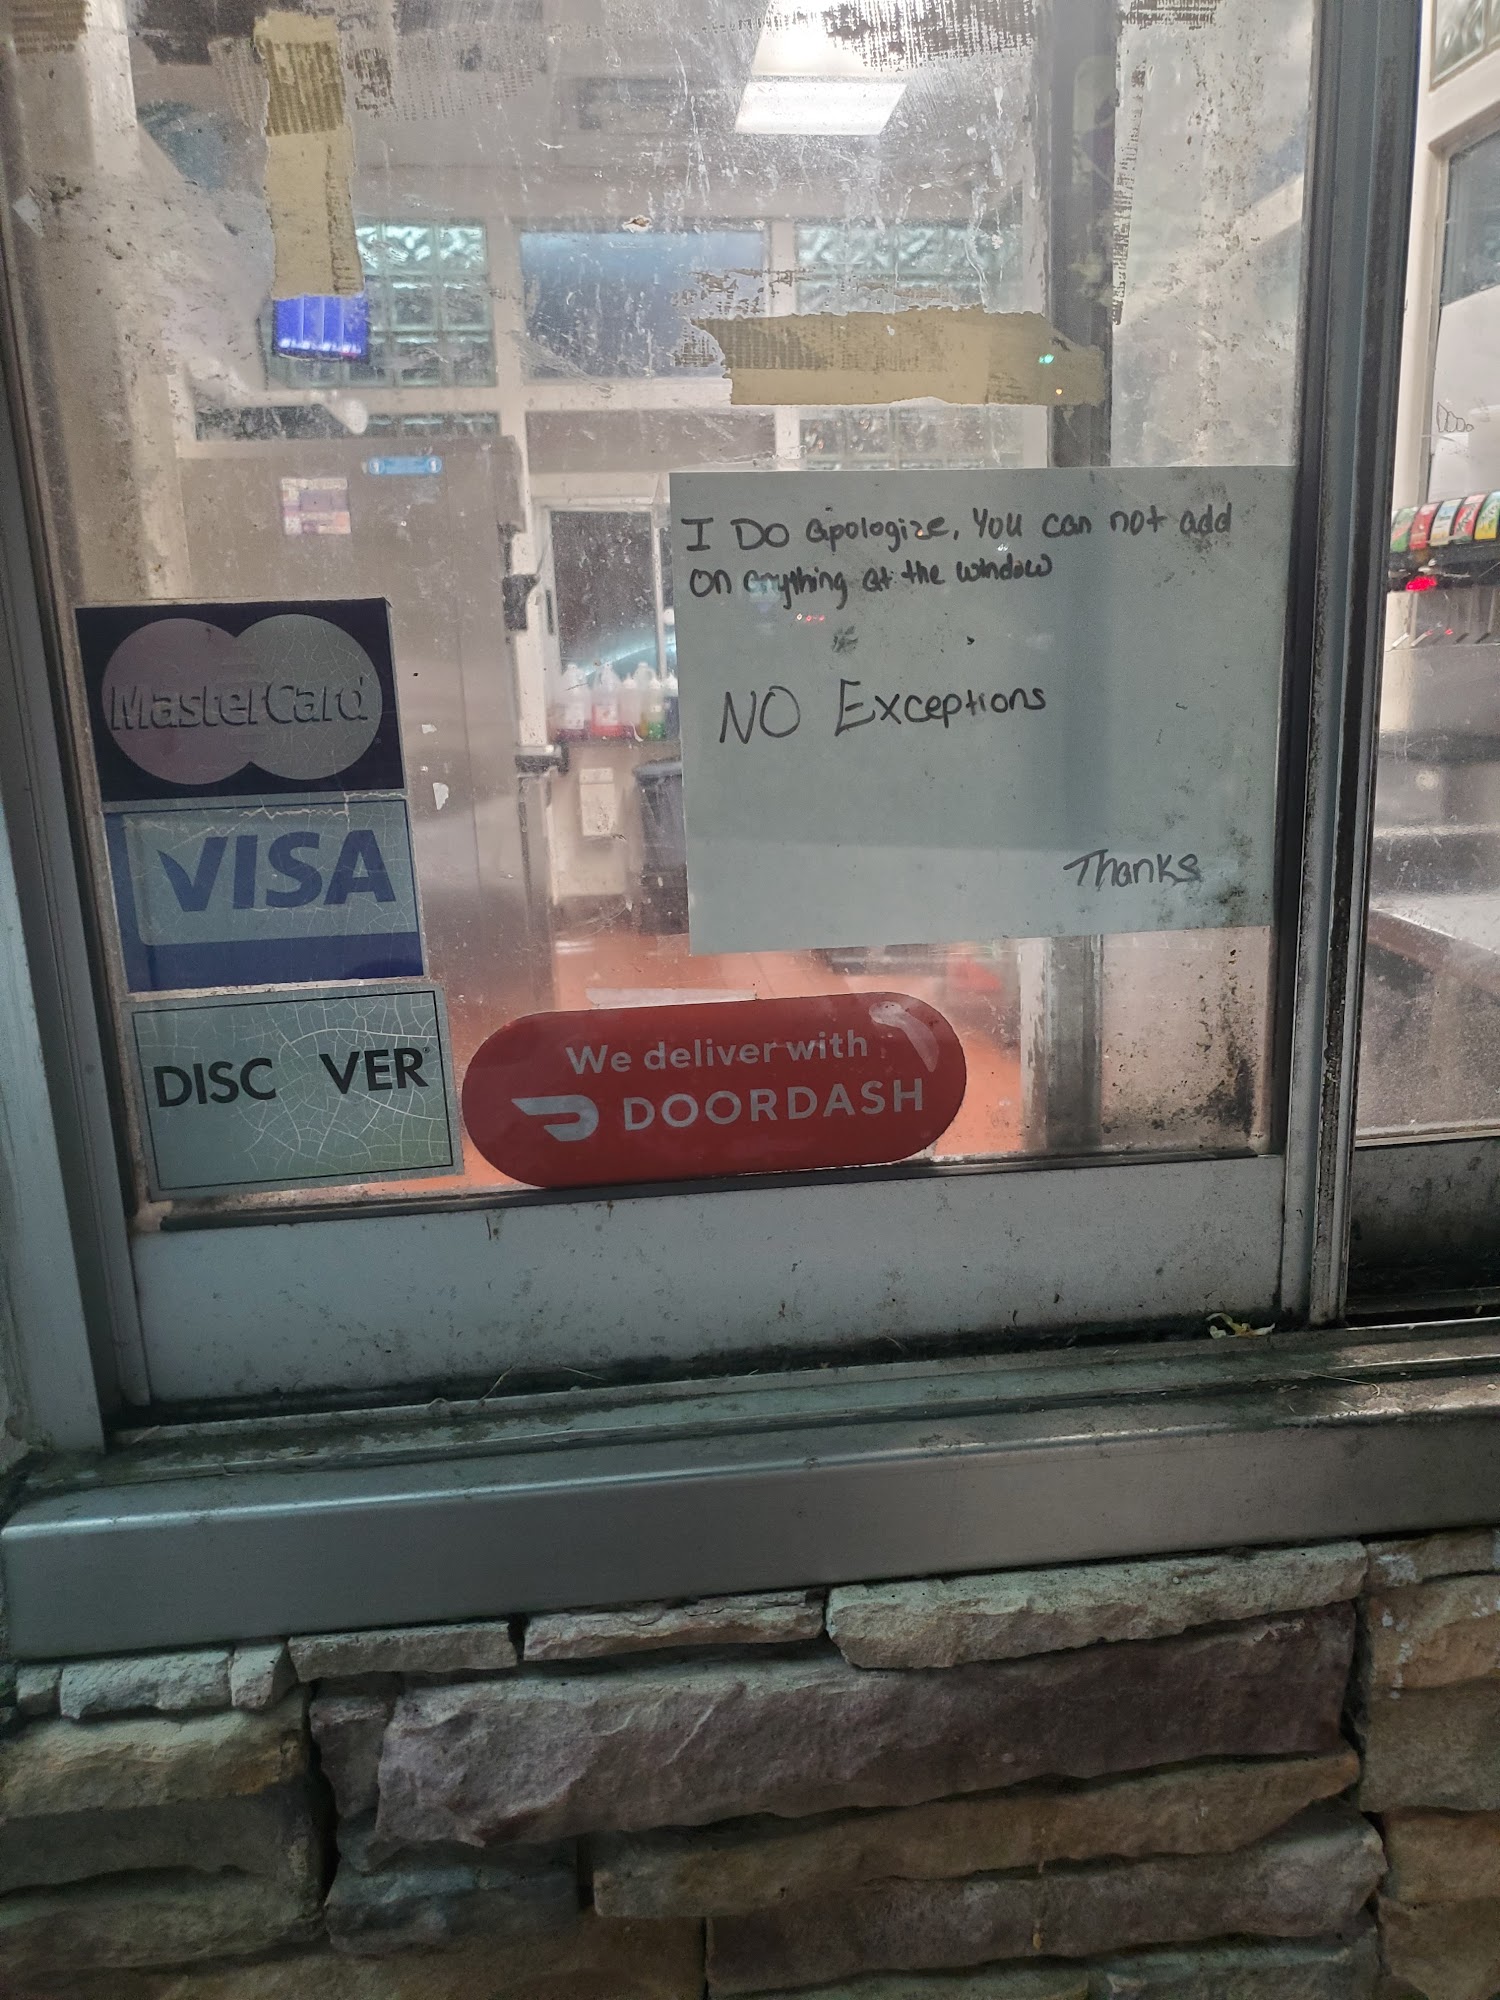 I Do apologize, You can not add
on anything at the window
NO Exceptions
Thanks
MasterCard
VISA
DISC VER
We deliver with
DOORDASH